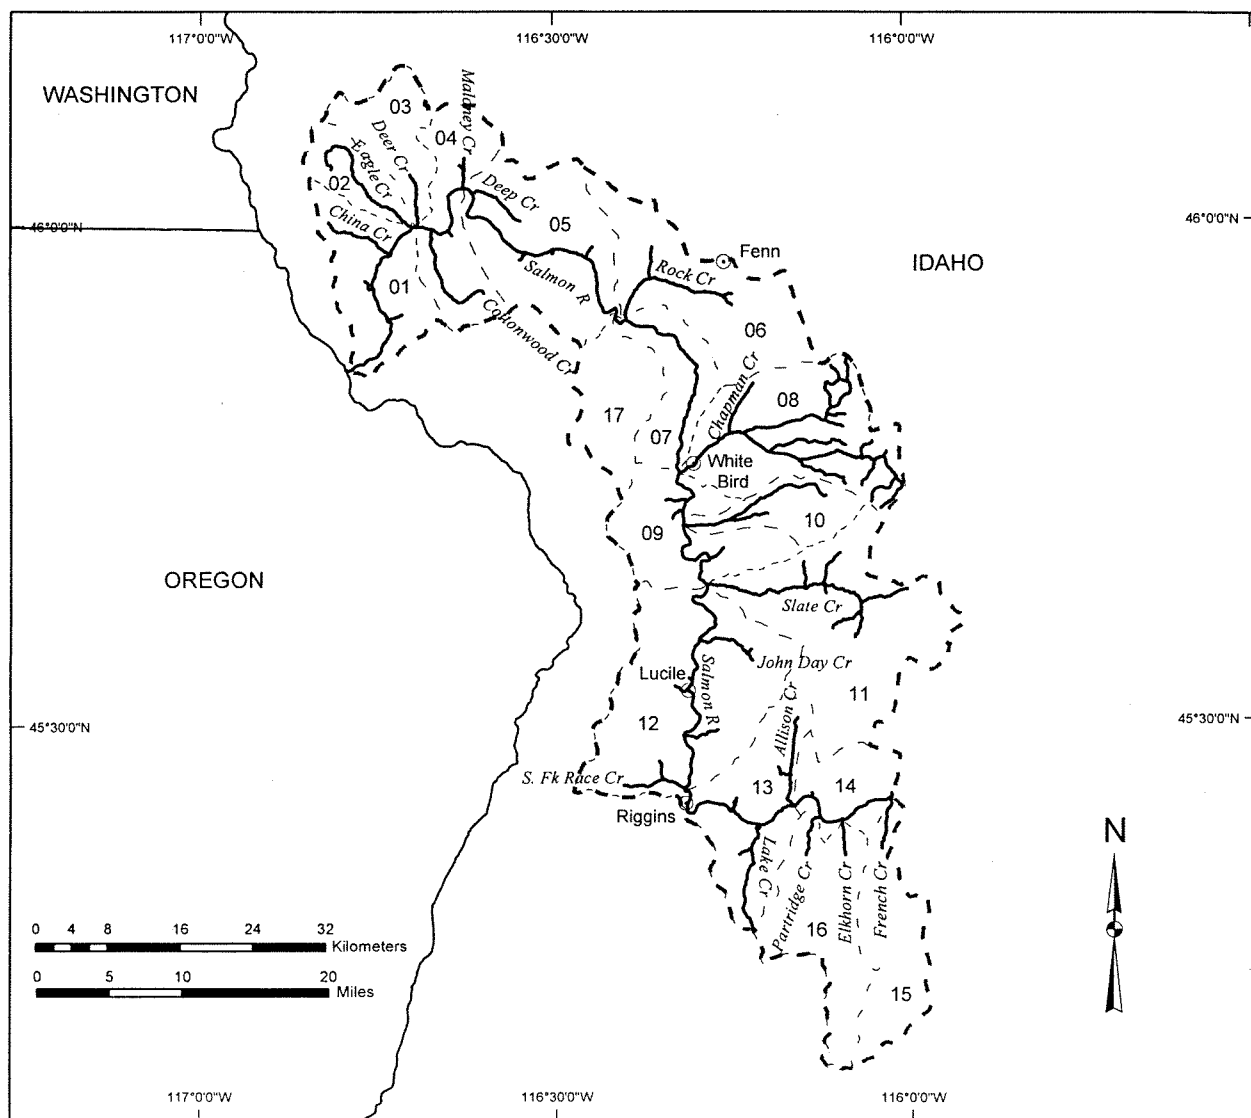 117°0'0"W
116°30'0"W
116°0'0"W
WASHINGTON
03
Maloney Cr
04
Deer Cr
Eagle Cr
02
Deep Cr
China Cr
05
46°0'0"N
46°0'0"N
Fenn
IDAHO
Rock Cr
Salmon R
01
Cottonwood Cr
06
Chapman Cr
08
17
07
White
Bird
10
09
OREGON
Slate Cr
John Day Cr
Lucile
Salmon R
11
Allison Cr
45°30'0"N
45°30'0"N
12
S. Fk Race Cr
13
14
Riggins
N
Lake Cr
Partridge Cr
Elkhorn Cr
French Cr
16
15
0 4 8 16 24 32
Kilometers
0 5 10 20
Miles
117°0'0"W
116°30'0"W
116°0'0"W